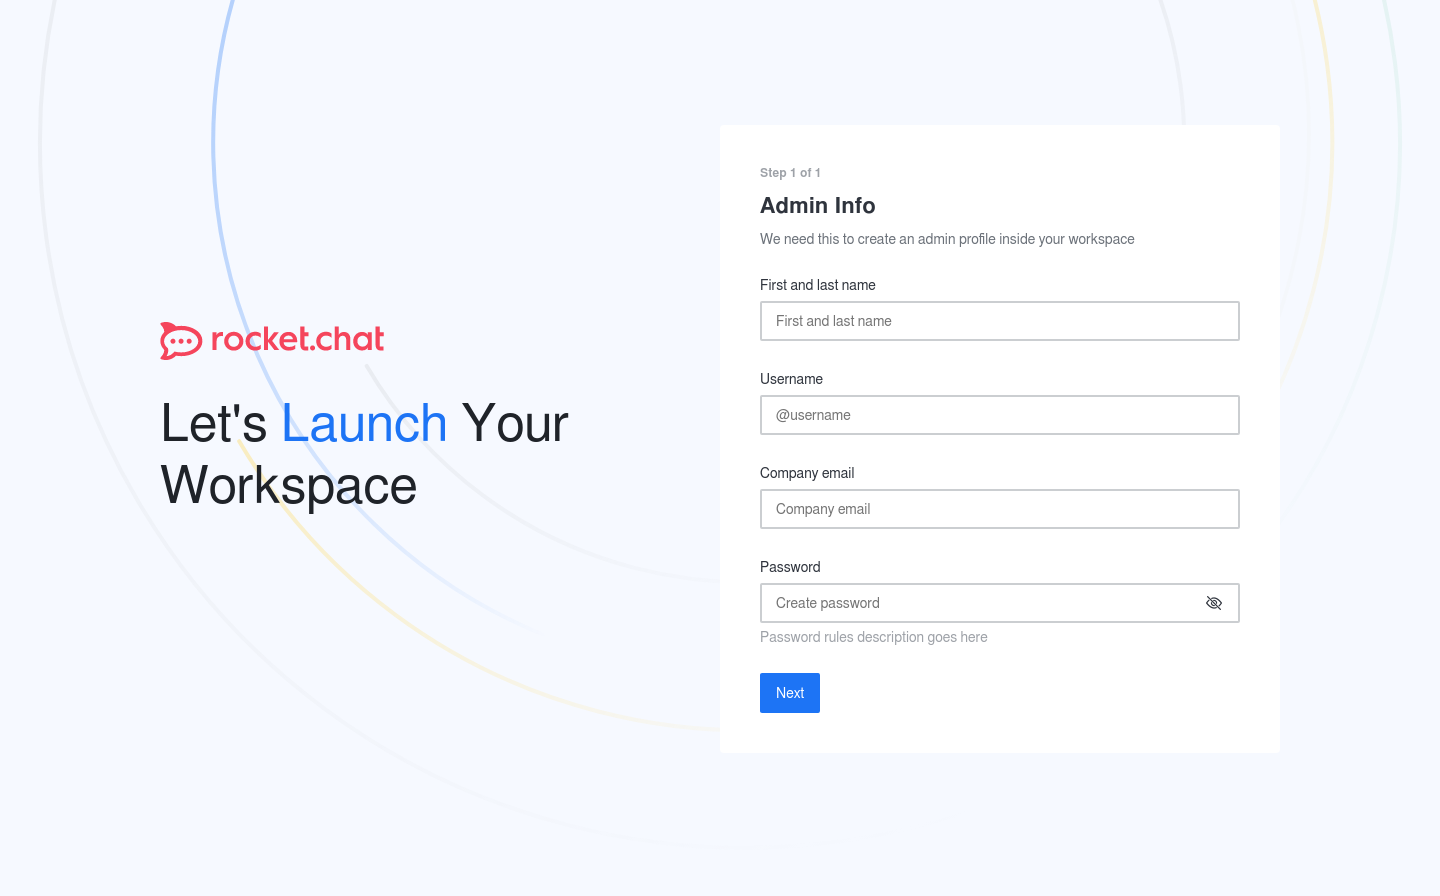 rocket.chat
Let's Launch Your
Workspace
Step 1 of 1
Admin Info
We need this to create an admin profile inside your workspace
First and last name
First and last name
Username
@username
Company email
Company email
Password
Create password
Password rules description goes here
Next